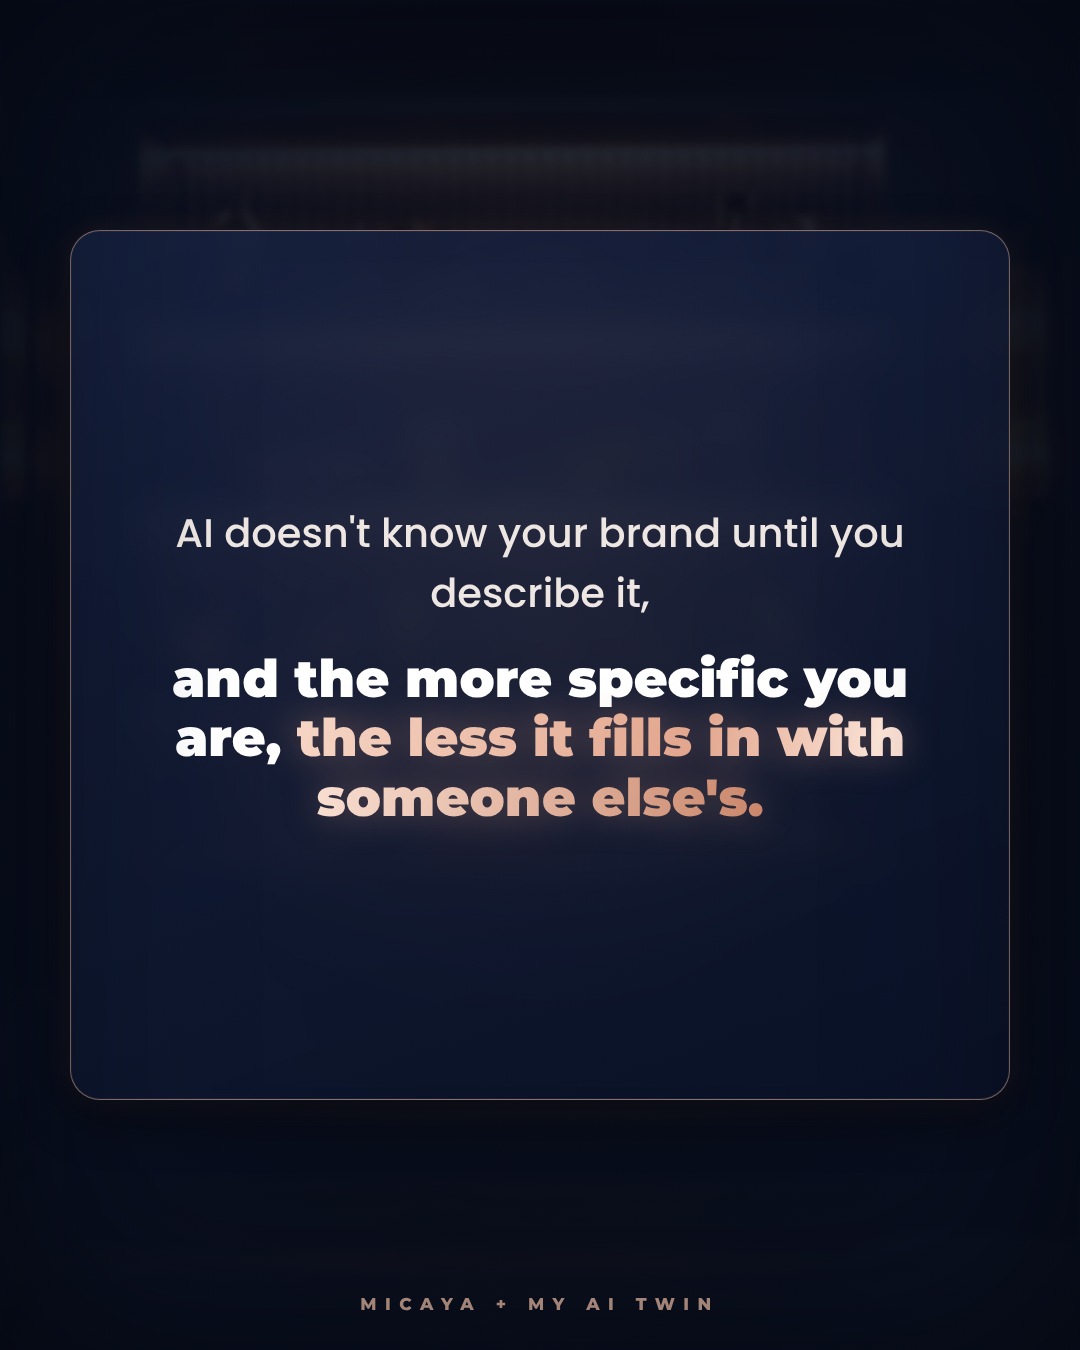 AI doesn't know your brand until you
describe it,
and the more specific you
are, the less it fills in with
someone else's.
MICAYA + MY AI TWIN